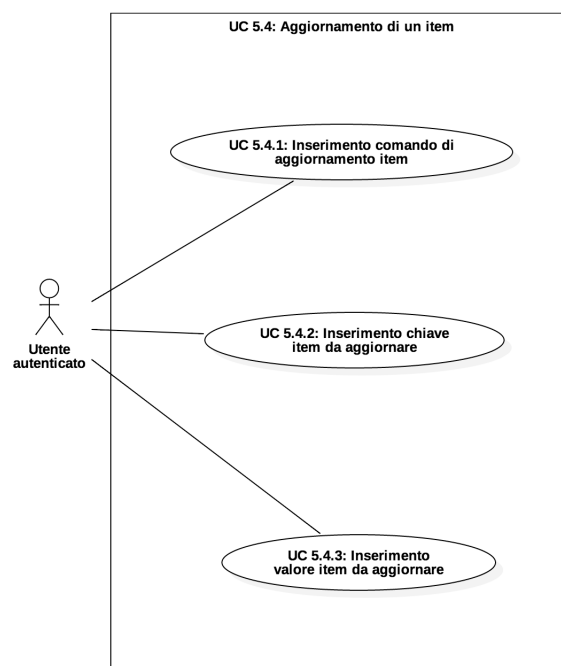 UC 5.4: Aggiornamento di un item
UC 5.4.1: Inserimento comando di
aggiornamento item
UC 5.4.2: Inserimento chiave
item da aggiornare
Utente
autenticato
UC 5.4.3: Inserimento
valore item da aggiornare